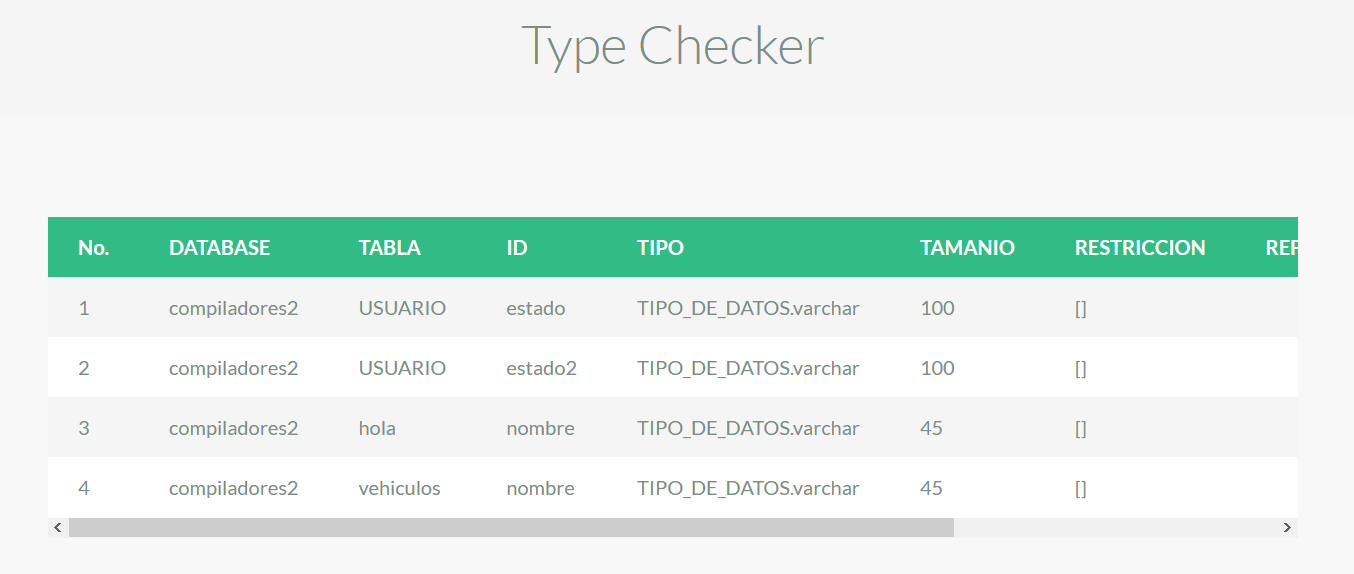 Type Checker
No. DATABASE TABLA ID TIPO TAMANIO RESTRICCION REF
1 compiladores2 USUARIO estado TIPO_DE_DATOS.varchar 100 []
2 compiladores2 USUARIO estado2 TIPO_DE_DATOS.varchar 100 []
3 compiladores2 hola nombre TIPO_DE_DATOS.varchar 45 []
4 compiladores2 vehiculos nombre TIPO_DE_DATOS.varchar 45 []